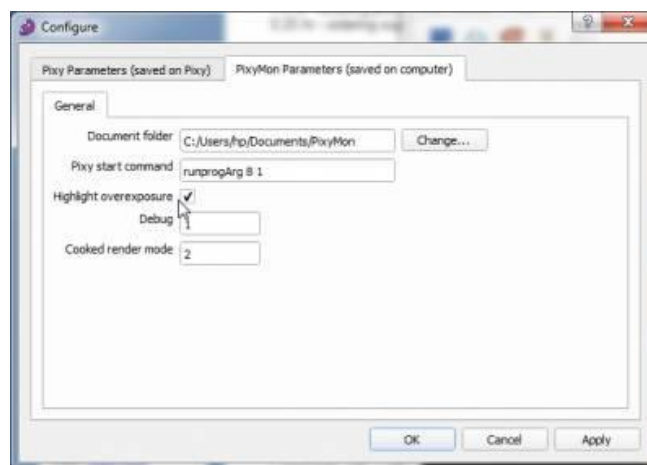 Configure
Pixy Parameters (saved on Pixy) PixyMon Parameters (saved on computer)
General
Document folder C:/Users/hp/Documents/PixyMon Change...
Pixy start command runprogArg 8 1
Highlight overexposure
Debug 1
Cooked render mode 2
OK Cancel Apply